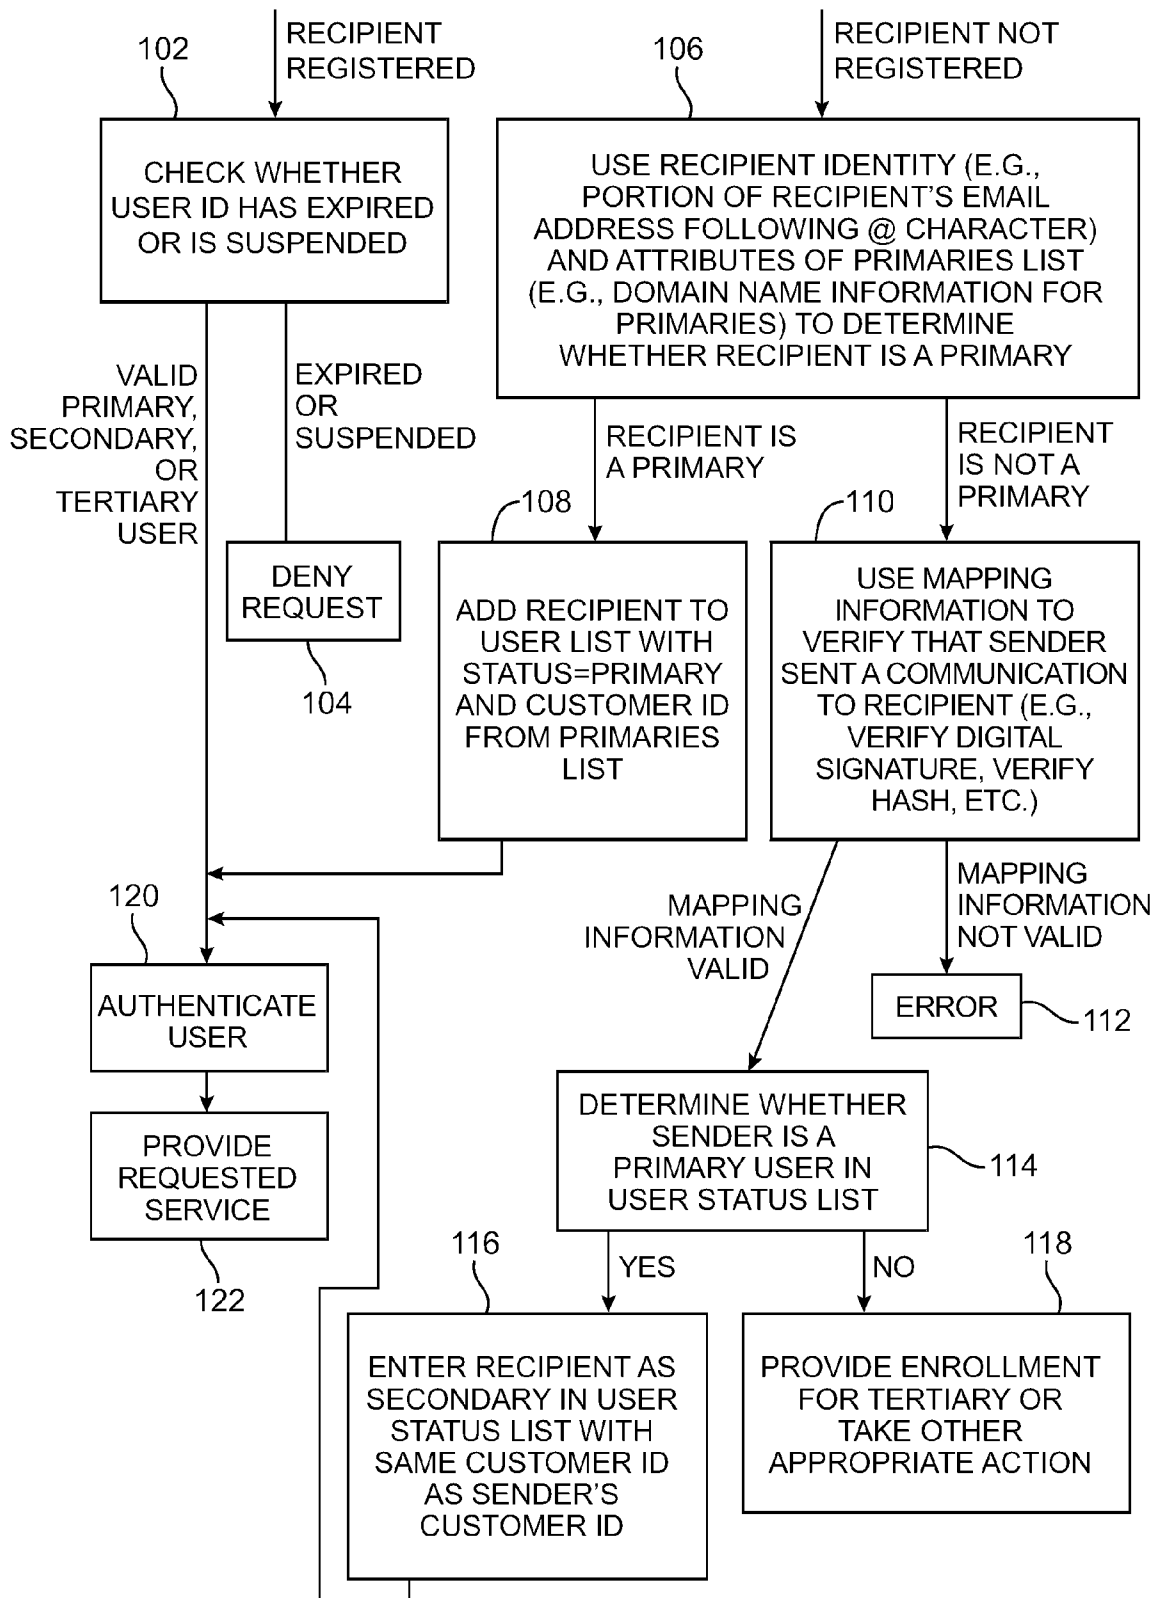 RECIPIENT
REGISTERED
102
CHECK WHETHER
USER ID HAS EXPIRED
OR IS SUSPENDED
RECIPIENT NOT
REGISTERED
106
USE RECIPIENT IDENTITY (E.G.,
PORTION OF RECIPIENT'S EMAIL
ADDRESS FOLLOWING @ CHARACTER)
AND ATTRIBUTES OF PRIMARIES LIST
(E.G., DOMAIN NAME INFORMATION FOR
PRIMARIES) TO DETERMINE
WHETHER RECIPIENT IS A PRIMARY
VALID
PRIMARY,
SECONDARY,
OR
TERTIARY
USER
EXPIRED
OR
SUSPENDED
RECIPIENT IS
A PRIMARY
RECIPIENT
IS NOT A
PRIMARY
DENY
REQUEST
104
108
ADD RECIPIENT TO
USER LIST WITH
STATUS=PRIMARY
AND CUSTOMER ID
FROM PRIMARIES
LIST
110
USE MAPPING
INFORMATION TO
VERIFY THAT SENDER
SENT A COMMUNICATION
TO RECIPIENT (E.G.,
VERIFY DIGITAL
SIGNATURE, VERIFY
HASH, ETC.)
MAPPING
INFORMATION
VALID
MAPPING
INFORMATION
NOT VALID
ERROR
112
120
AUTHENTICATE
USER
PROVIDE
REQUESTED
SERVICE
122
DETERMINE WHETHER
SENDER IS A
PRIMARY USER IN
USER STATUS LIST
114
YES
NO
116
ENTER RECIPIENT AS
SECONDARY IN USER
STATUS LIST WITH
SAME CUSTOMER ID
AS SENDER'S
CUSTOMER ID
118
PROVIDE ENROLLMENT
FOR TERTIARY OR
TAKE OTHER
APPROPRIATE ACTION